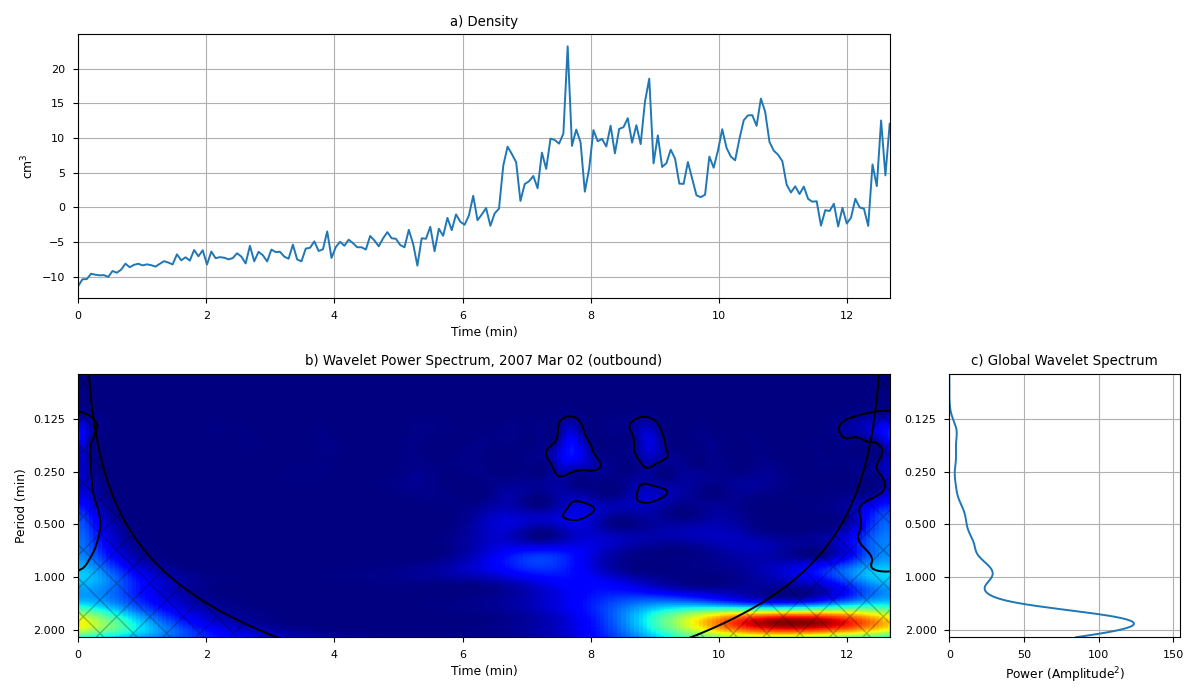 a) Density
20
15
10
5
0
−5
−10
cm³
0 2 4 6 8 10 12
Time (min)
b) Wavelet Power Spectrum, 2007 Mar 02 (outbound)
0.125
0.250
0.500
1.000
2.000
Period (min)
0 2 4 6 8 10 12
Time (min)
c) Global Wavelet Spectrum
0.125
0.250
0.500
1.000
2.000
0 50 100 150
Power (Amplitude²)